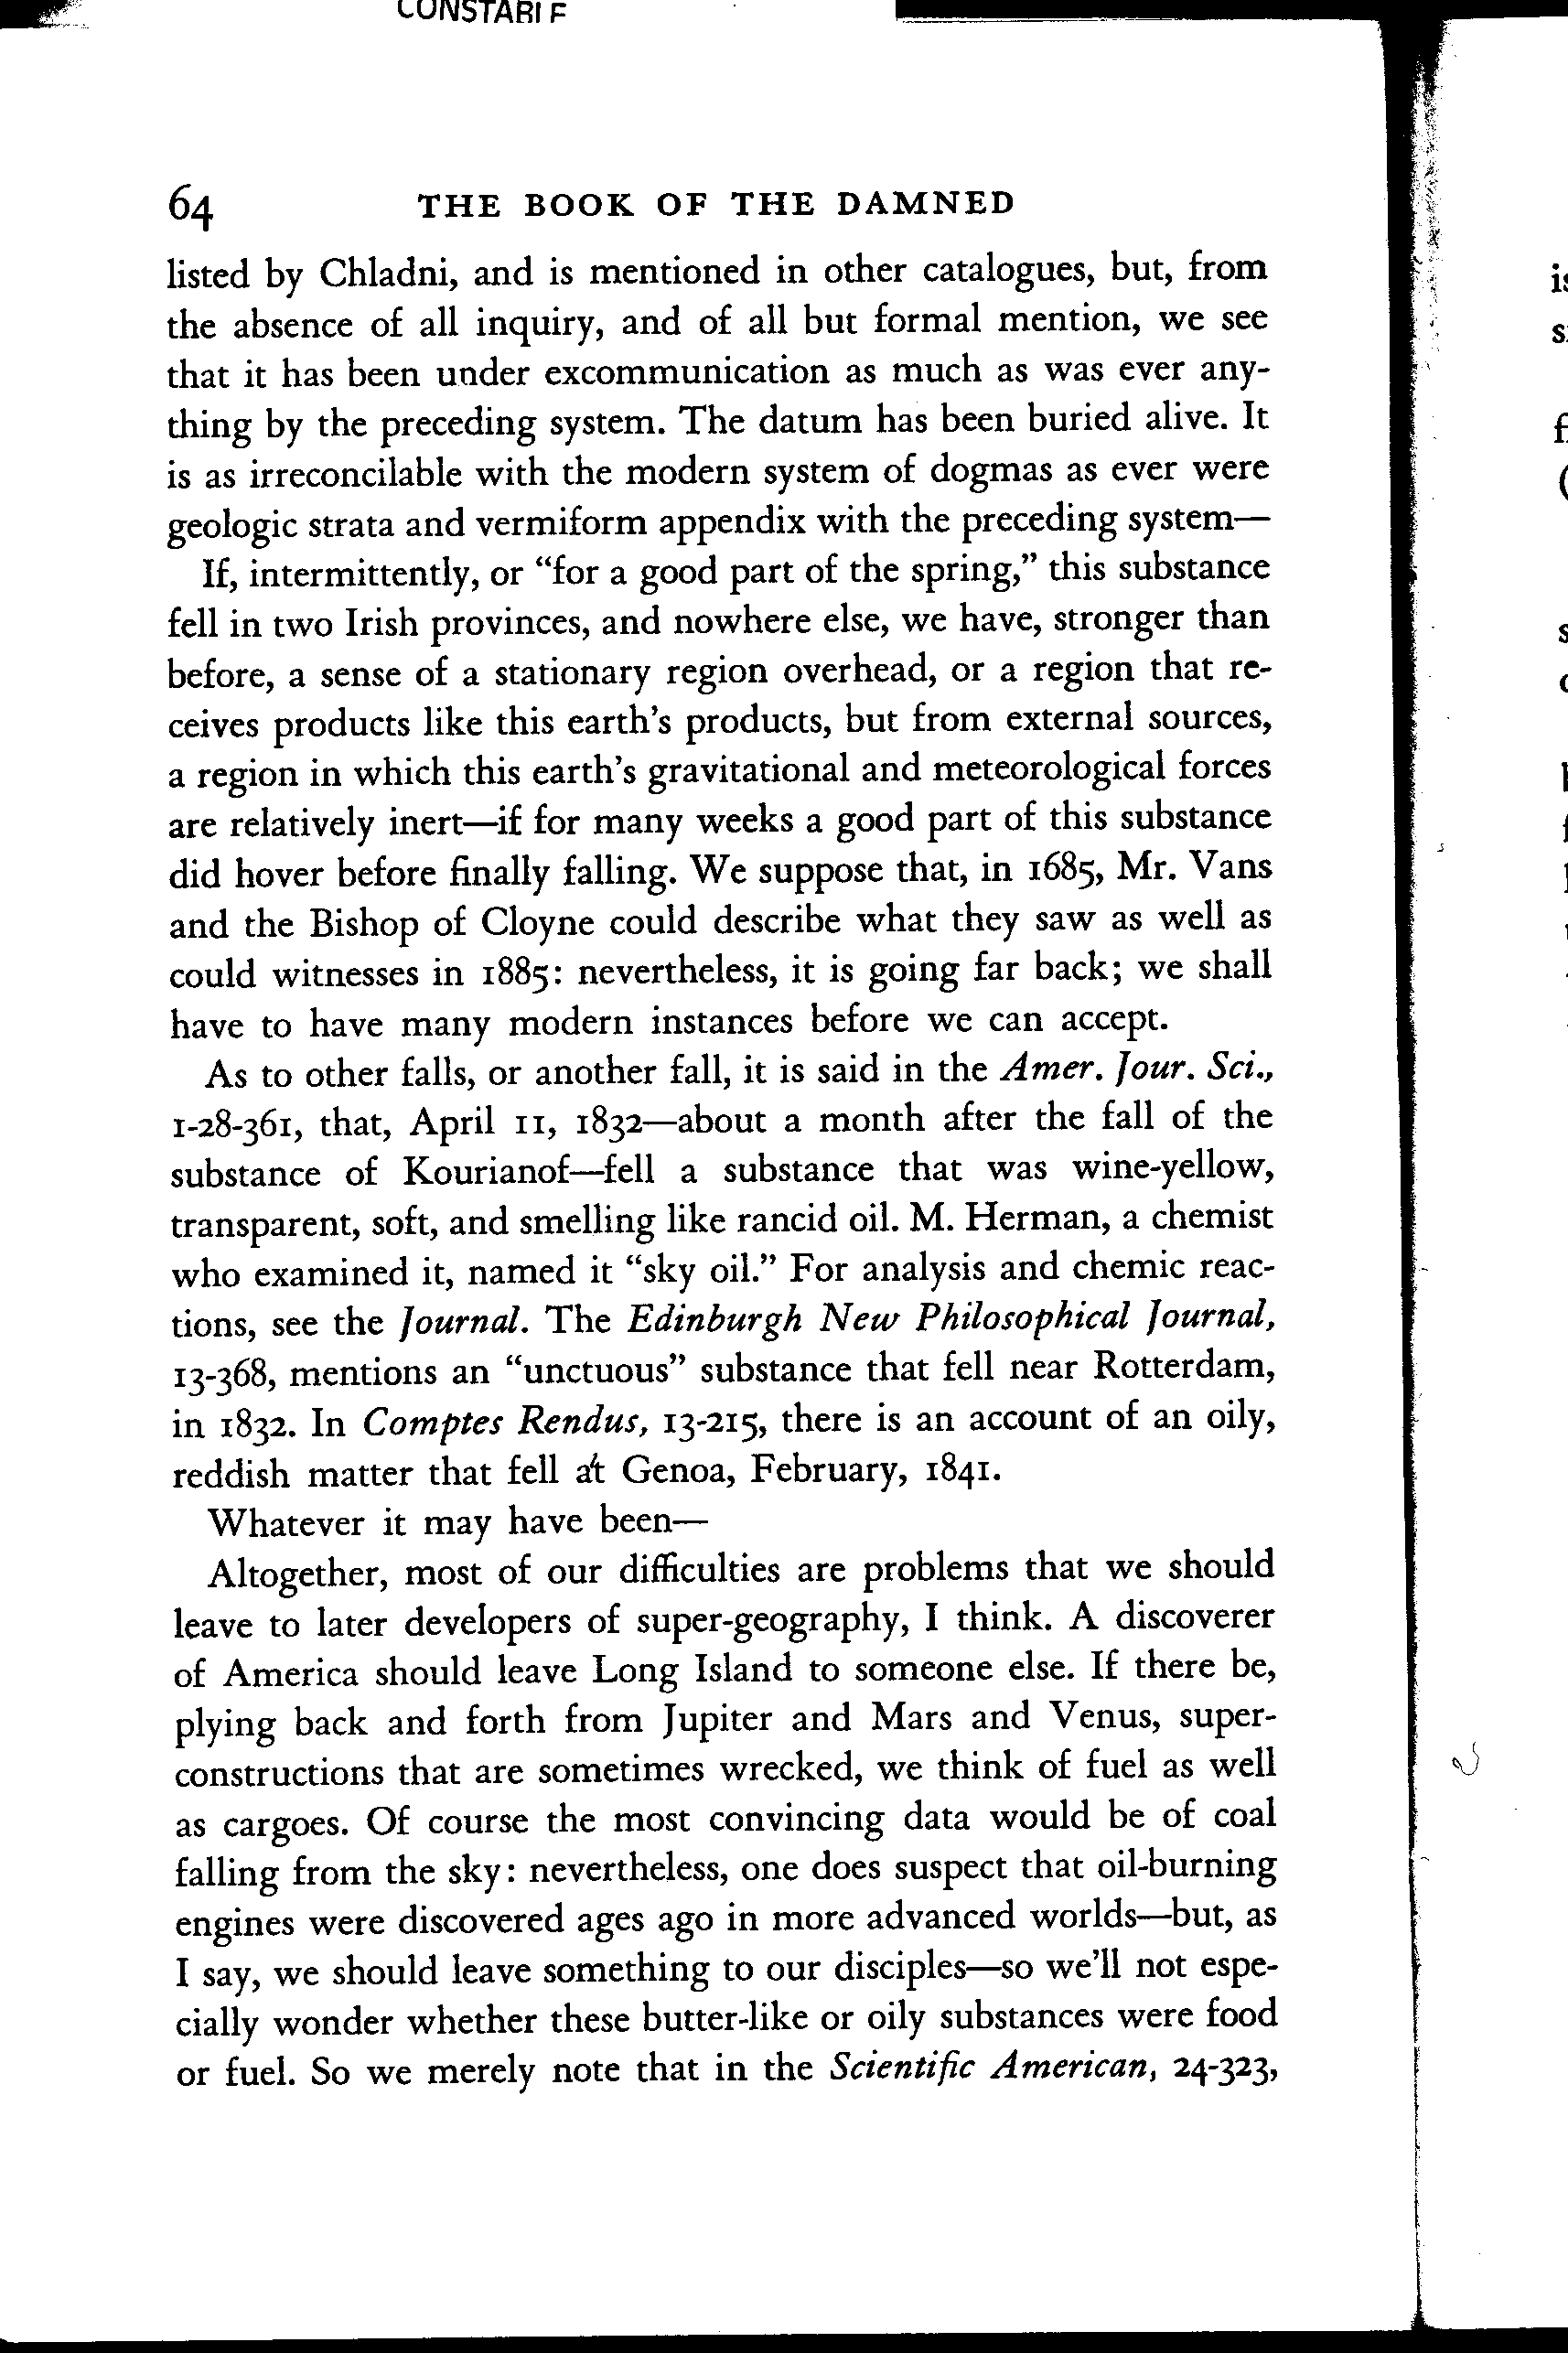 64 THE BOOK OF THE DAMNED
listed by Chladni, and is mentioned in other catalogues, but, from
the absence of all inquiry, and of all but formal mention, we see
that it has been under excommunication as much as was ever any-
thing by the preceding system. The datum has been buried alive. It
is as irreconcilable with the modern system of dogmas as ever were
geologic strata and vermiform appendix with the preceding system—
If, intermittently, or “for a good part of the spring,” this substance
fell in two Irish provinces, and nowhere else, we have, stronger than
before, a sense of a stationary region overhead, or a region that re-
ceives products like this earth’s products, but from external sources,
a region in which this earth’s gravitational and meteorological forces
are relatively inert—if for many weeks a good part of this substance
did hover before finally falling. We suppose that, in 1685, Mr. Vans
and the Bishop of Cloyne could describe what they saw as well as
could witnesses in 1885: nevertheless, it is going far back; we shall
have to have many modern instances before we can accept.
As to other falls, or another fall, it is said in the Amer. Jour. Sci.,
1-28-361, that, April 11, 1832—about a month after the fall of the
substance of Kourianof—fell a substance that was wine-yellow,
transparent, soft, and smelling like rancid oil. M. Herman, a chemist
who examined it, named it “sky oil.” For analysis and chemic reac-
tions, see the Journal. The Edinburgh New Philosophical Journal,
13-368, mentions an “unctuous” substance that fell near Rotterdam,
in 1832. In Comptes Rendus, 13-215, there is an account of an oily,
reddish matter that fell at Genoa, February, 1841.
Whatever it may have been—
Altogether, most of our difficulties are problems that we should
leave to later developers of super-geography, I think. A discoverer
of America should leave Long Island to someone else. If there be,
plying back and forth from Jupiter and Mars and Venus, super-
constructions that are sometimes wrecked, we think of fuel as well
as cargoes. Of course the most convincing data would be of coal
falling from the sky: nevertheless, one does suspect that oil-burning
engines were discovered ages ago in more advanced worlds—but, as
I say, we should leave something to our disciples—so we’ll not espe-
cially wonder whether these butter-like or oily substances were food
or fuel. So we merely note that in the Scientific American, 24-323,